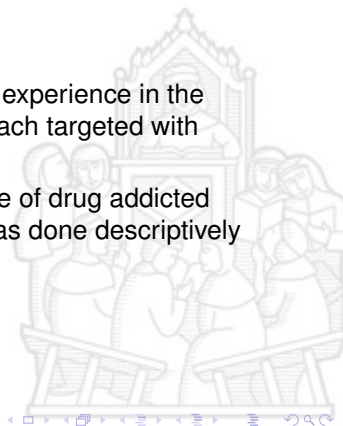 experience in the
ach targeted with
e of drug addicted
as done descriptively